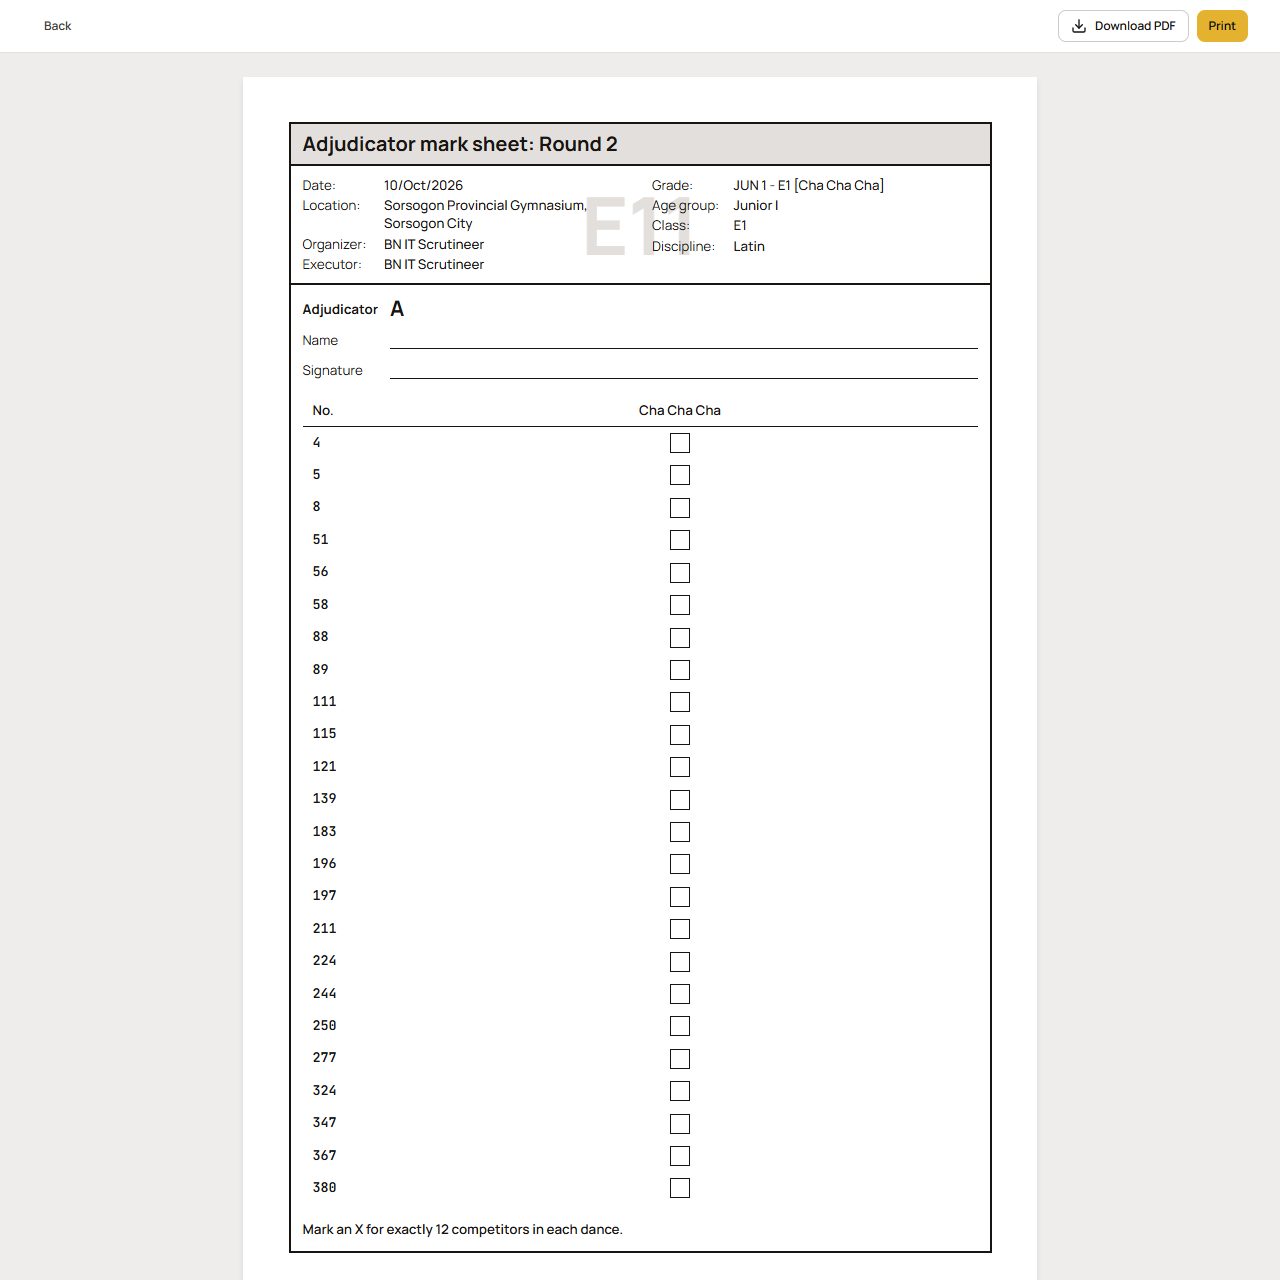 Back
Download PDF
Print
Adjudicator mark sheet: Round 2
E11
Date: 10/Oct/2026
Location: Sorsogon Provincial Gymnasium,
Sorsogon City
Organizer: BN IT Scrutineer
Executor: BN IT Scrutineer
Grade: JUN 1 - E1 [Cha Cha Cha]
Age group: Junior I
Class: E1
Discipline: Latin
Adjudicator A
Name
Signature
No. Cha Cha Cha
4
5
8
51
56
58
88
89
111
115
121
139
183
196
197
211
224
244
250
277
324
347
367
380
Mark an X for exactly 12 competitors in each dance.